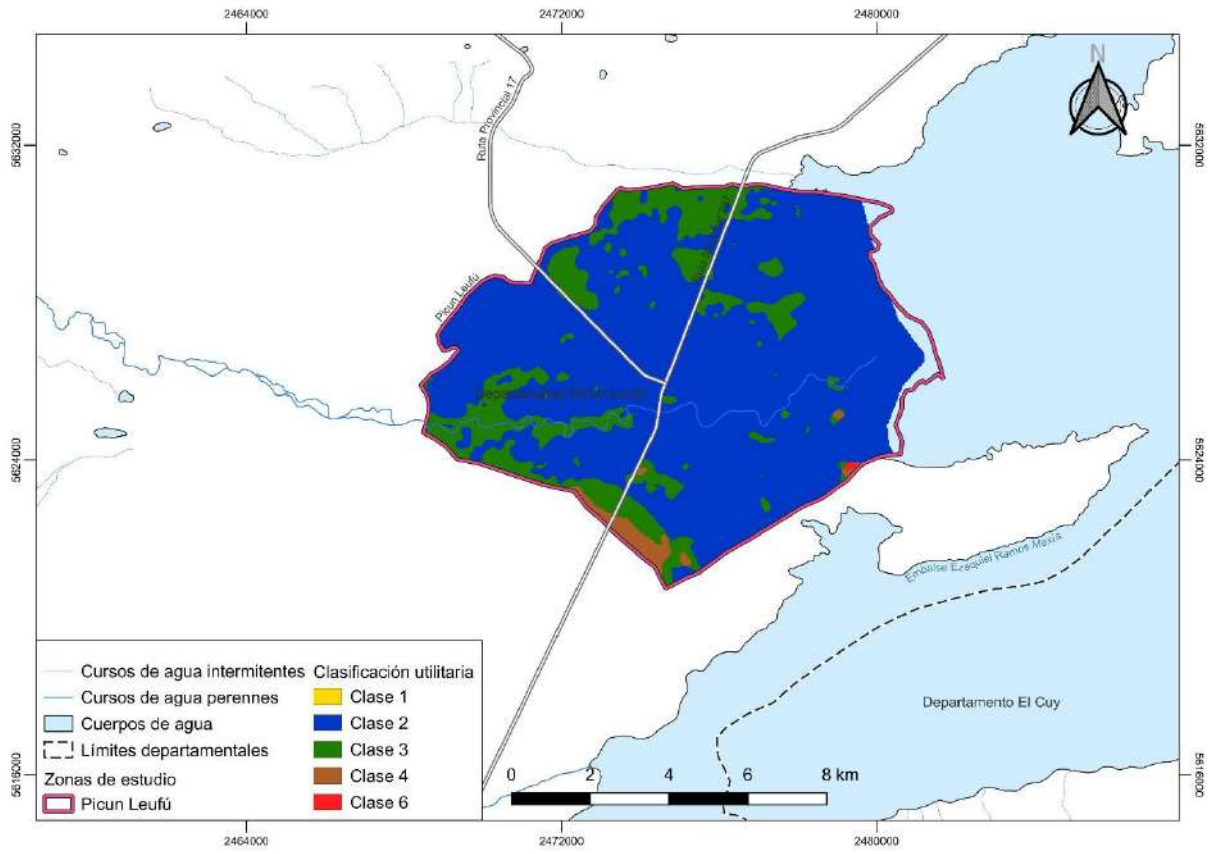 2464000
2472000
2480000
N
5632000
5632000
Ruta Provincial 17
Picun Leufú
5624000
5624000
Embalse Ezequiel Ramos Mexía
Departamento El Cuy
Cursos de agua intermitentes
Cursos de agua perennes
Cuerpos de agua
Límites departamentales
Zonas de estudio
Picun Leufú
Clasificación utilitaria
Clase 1
Clase 2
Clase 3
Clase 4
Clase 6
0
2
4
6
8 km
5616000
5616000
2464000
2472000
2480000